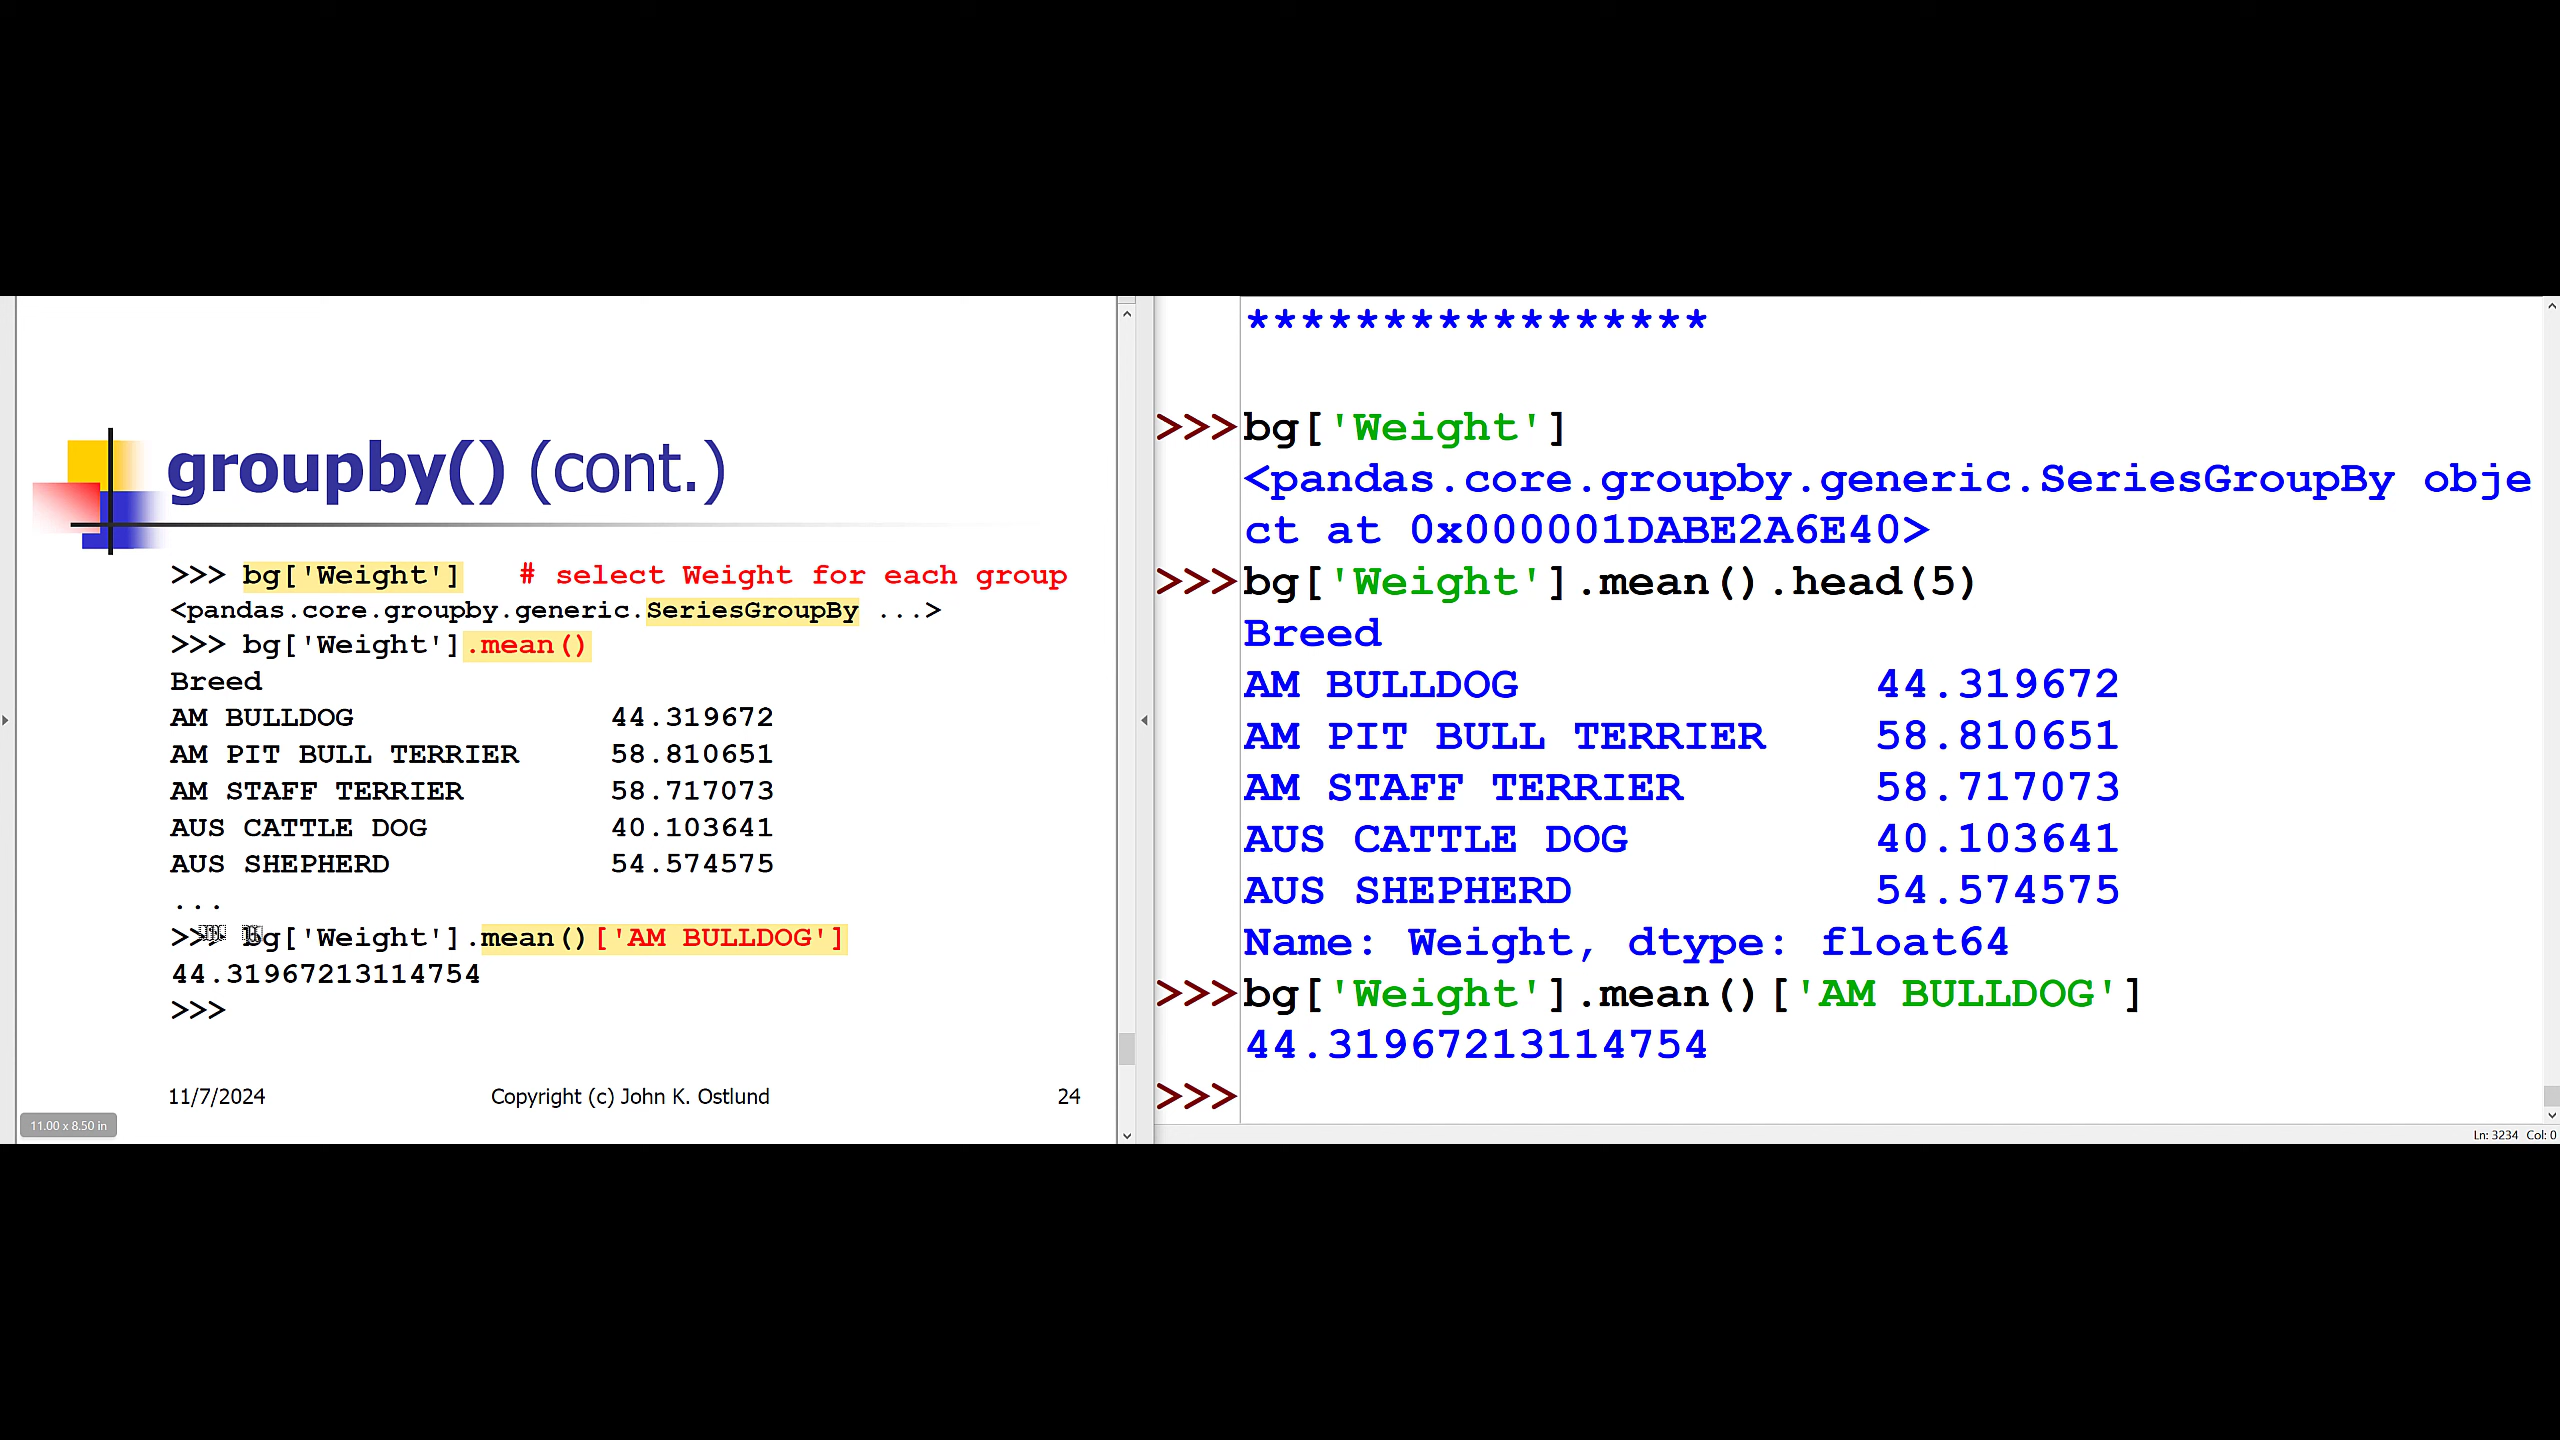 groupby() (cont.)
>>> bg['Weight']   # select Weight for each group
<pandas.core.groupby.generic.SeriesGroupBy ...>
>>> bg['Weight'].mean()
Breed
AM BULLDOG              44.319672
AM PIT BULL TERRIER     58.810651
AM STAFF TERRIER        58.717073
AUS CATTLE DOG          40.103641
AUS SHEPHERD            54.574575
...
>>> bg['Weight'].mean()['AM BULLDOG']
44.31967213114754
>>>
11/7/2024 Copyright (c) John K. Ostlund 24
11.00 x 8.50 in
*****************
>>> bg['Weight']
<pandas.core.groupby.generic.SeriesGroupBy obje
ct at 0x000001DABE2A6E40>
>>> bg['Weight'].mean().head(5)
Breed
AM BULLDOG             44.319672
AM PIT BULL TERRIER    58.810651
AM STAFF TERRIER       58.717073
AUS CATTLE DOG         40.103641
AUS SHEPHERD           54.574575
Name: Weight, dtype: float64
>>> bg['Weight'].mean()['AM BULLDOG']
44.31967213114754
>>>
Ln: 3234 Col: 0